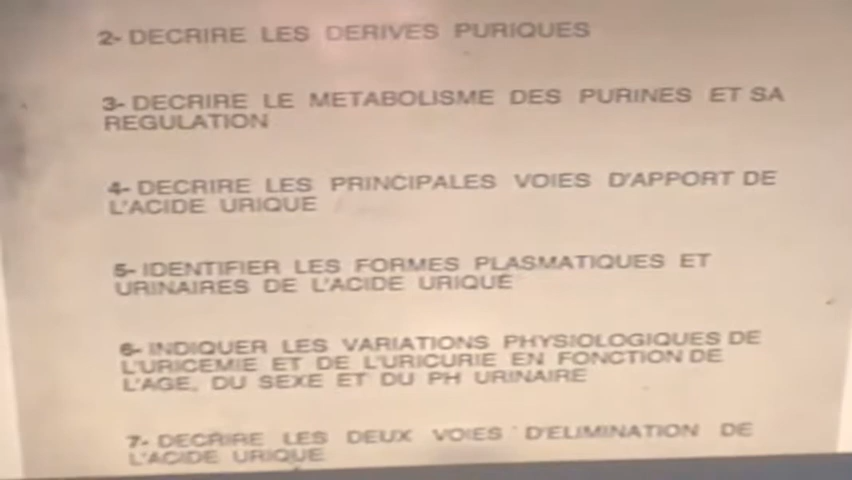 2- DECRIRE LES DERIVES PURIQUES
3- DECRIRE LE METABOLISME DES PURINES ET SA
REGULATION
4- DECRIRE LES PRINCIPALES VOIES D'APPORT DE
L'ACIDE URIQUE
5- IDENTIFIER LES FORMES PLASMATIQUES ET
URINAIRES DE L'ACIDE URIQUE
6- INDIQUER LES VARIATIONS PHYSIOLOGIQUES DE
L'URICEMIE ET DE L'URICURIE EN FONCTION DE
L'AGE, DU SEXE ET DU PH URINAIRE
7- DECRIRE LES DEUX VOIES D'ELIMINATION DE
L'ACIDE URIQUE